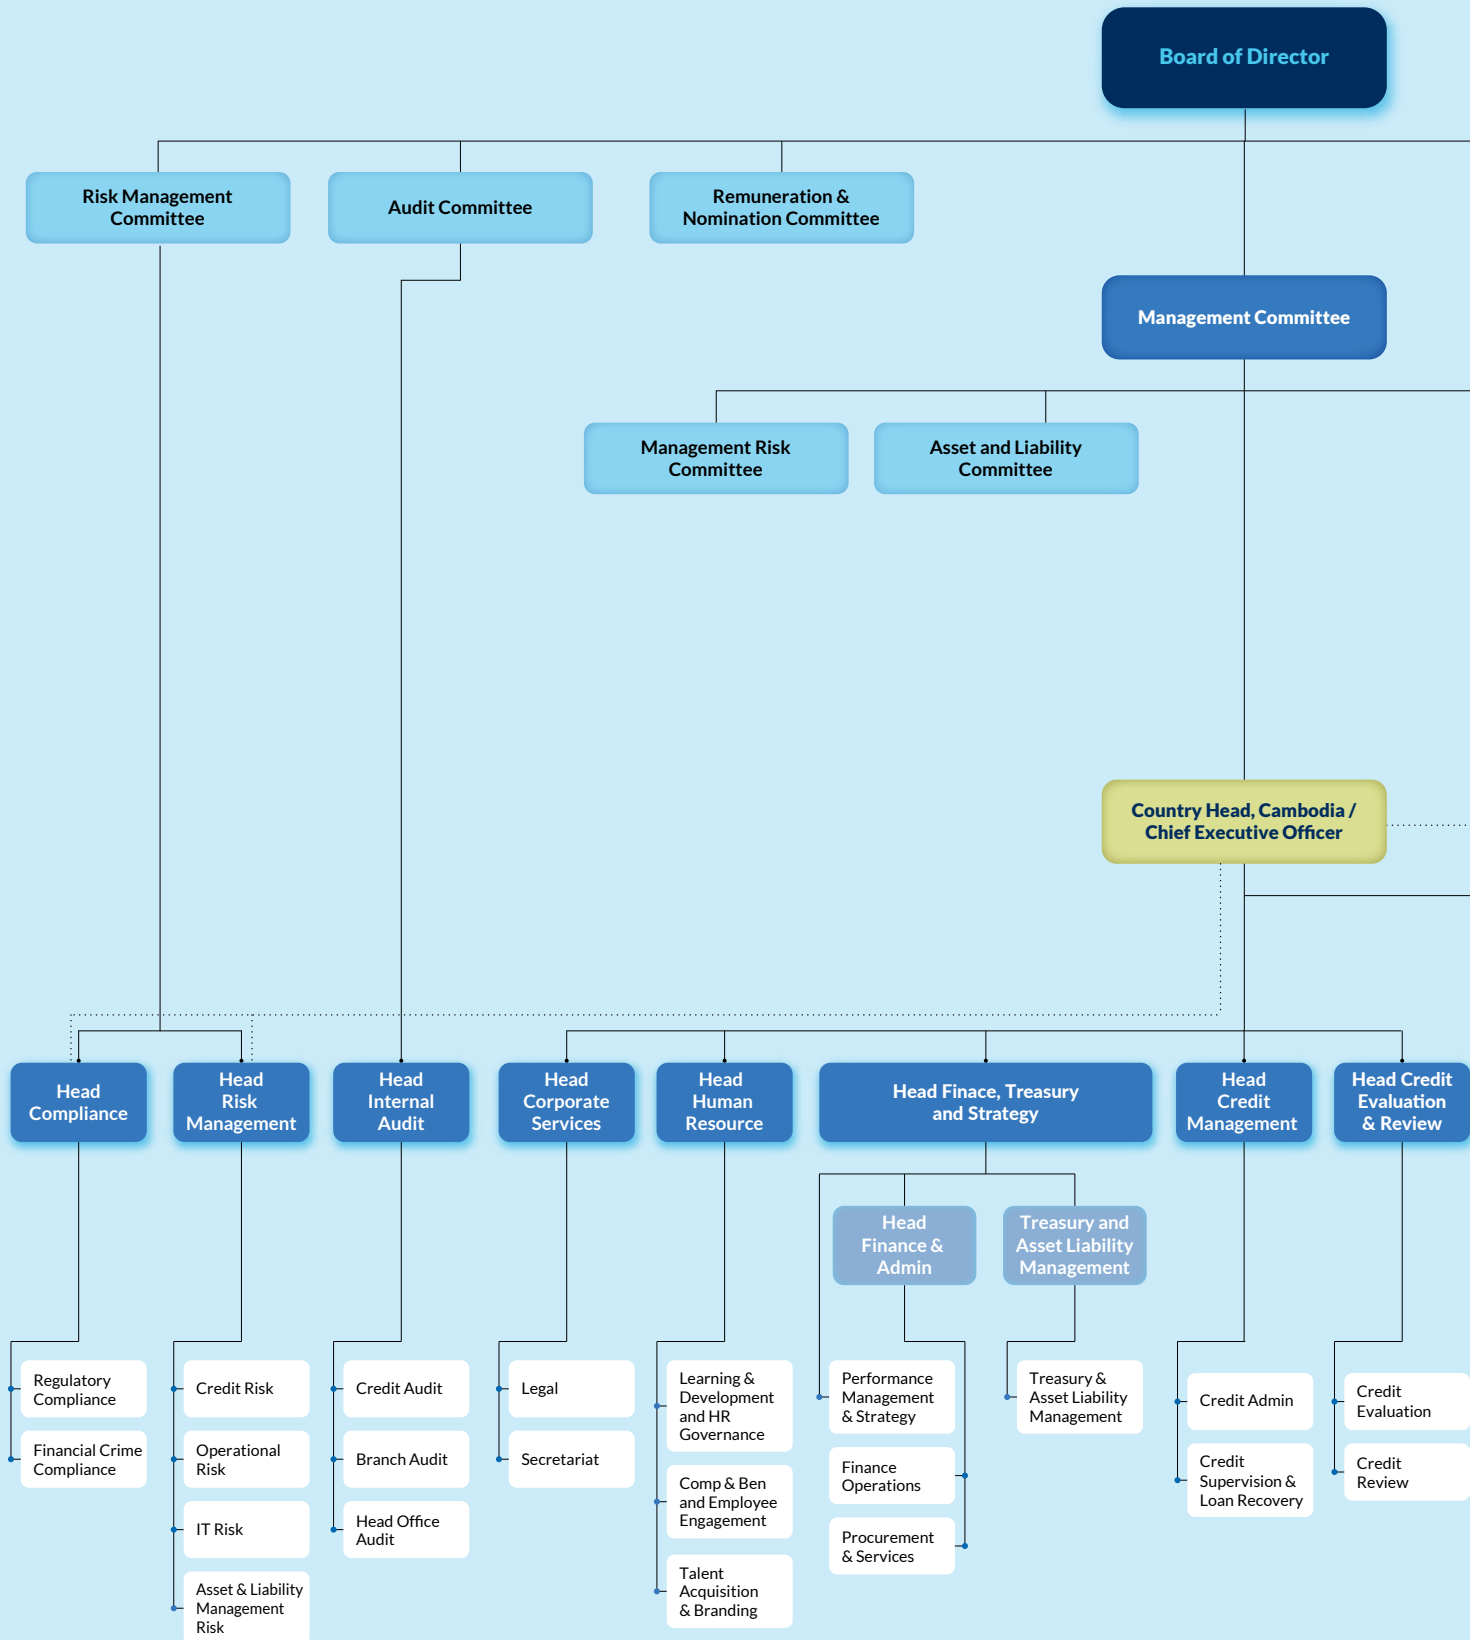 Board of Director
Risk Management
Committee
Audit Committee
Remuneration &
Nomination Committee
Management Committee
Management Risk
Committee
Asset and Liability
Committee
Country Head, Cambodia /
Chief Executive Officer
Head
Compliance
Head
Risk
Management
Head
Internal
Audit
Head
Corporate
Services
Head
Human
Resource
Head Finace, Treasury
and Strategy
Head
Credit
Management
Head Credit
Evaluation
& Review
Head
Finance &
Admin
Treasury and
Asset Liability
Management
Regulatory
Compliance
Financial Crime
Compliance
Credit Risk
Operational
Risk
IT Risk
Asset & Liability
Management
Risk
Credit Audit
Branch Audit
Head Office
Audit
Legal
Secretariat
Learning &
Development
and HR
Governance
Comp & Ben
and Employee
Engagement
Talent
Acquisition
& Branding
Performance
Management
& Strategy
Finance
Operations
Procurement
& Services
Treasury &
Asset Liability
Management
Credit Admin
Credit
Supervision &
Loan Recovery
Credit
Evaluation
Credit
Review